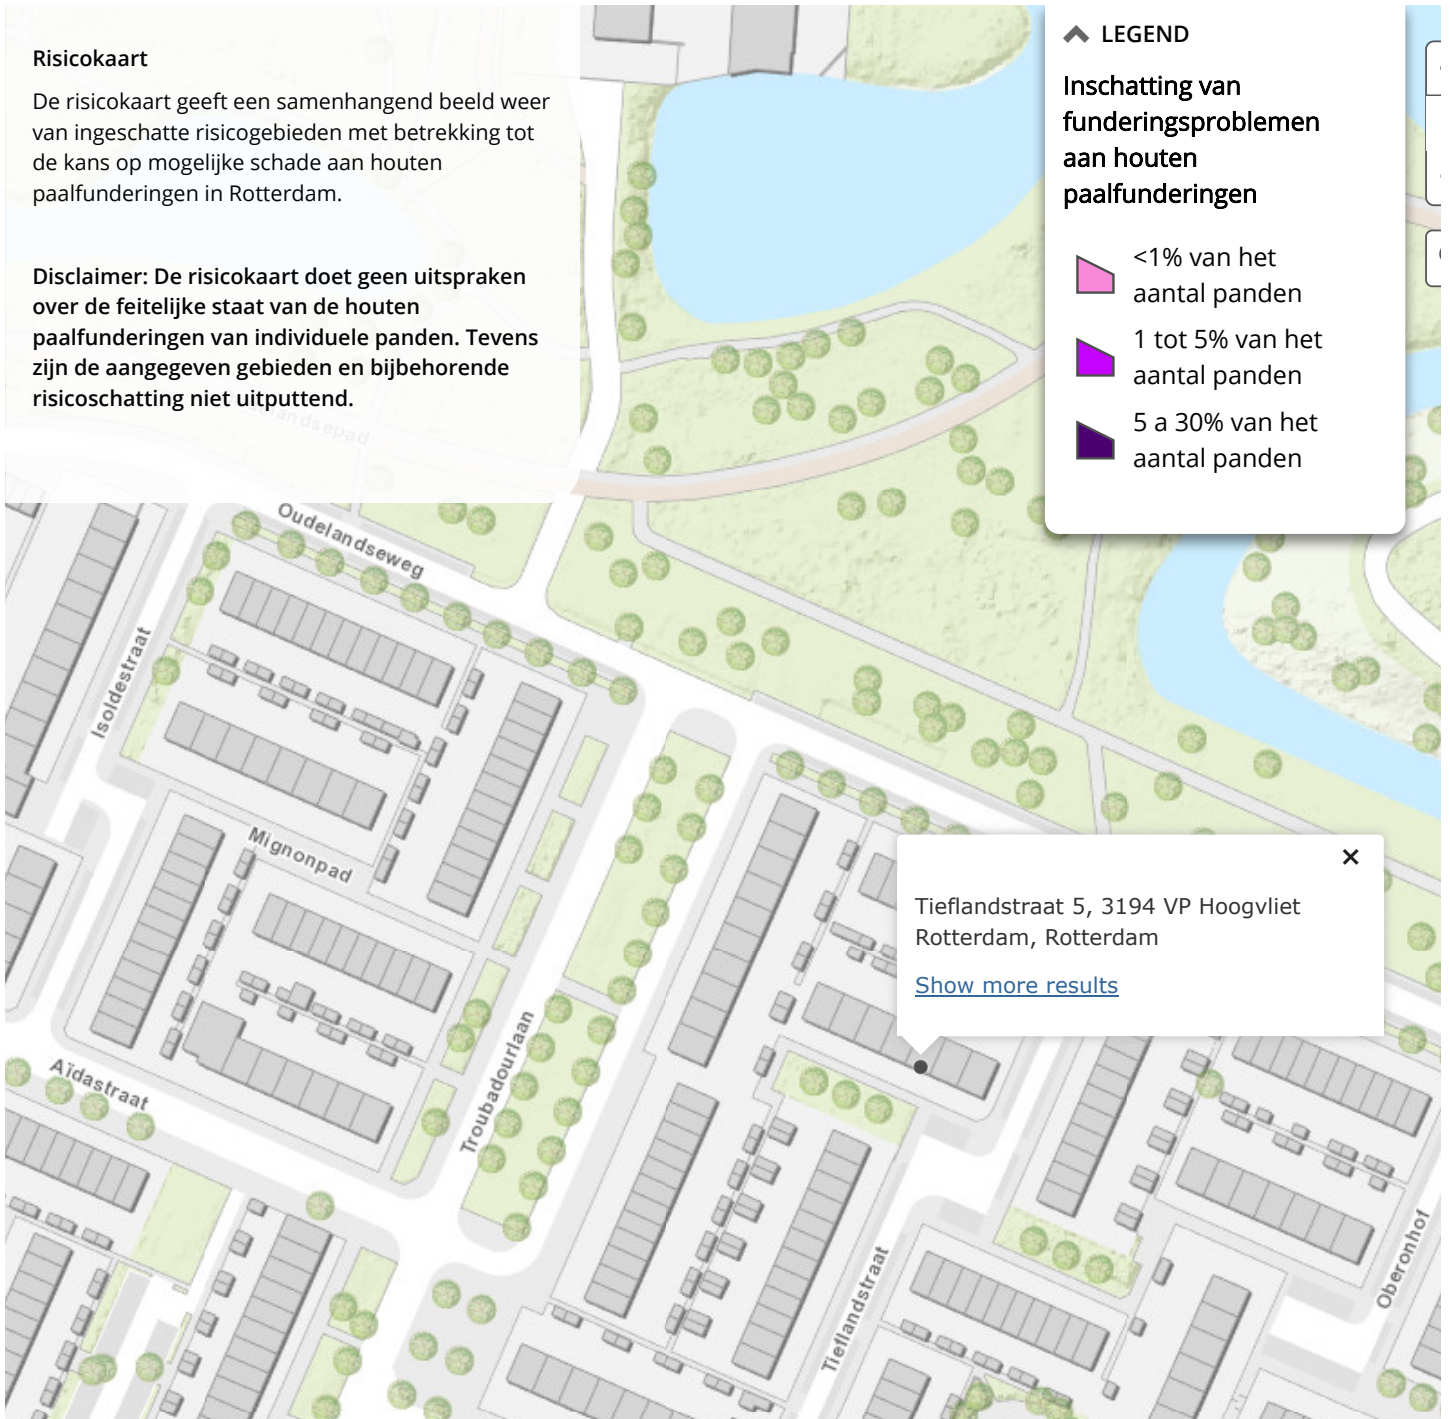 Risicokaart
De risicokaart geeft een samenhangend beeld weer
van ingeschatte risicogebieden met betrekking tot
de kans op mogelijke schade aan houten
paalfunderingen in Rotterdam.
Disclaimer: De risicokaart doet geen uitspraken
over de feitelijke staat van de houten
paalfunderingen van individuele panden. Tevens
zijn de aangegeven gebieden en bijbehorende
risicoschatting niet uitputtend.
LEGEND
Inschatting van
funderingsproblemen
aan houten
paalfunderingen
<1% van het
aantal panden
1 tot 5% van het
aantal panden
5 a 30% van het
aantal panden
Oudelandseweg
Isoldestraat
Mignonpad
Tieflandstraat 5, 3194 VP Hoogvliet
Rotterdam, Rotterdam
Show more results
Troubadourlaan
Aïdastraat
Tieflandstraat
Oberonhof